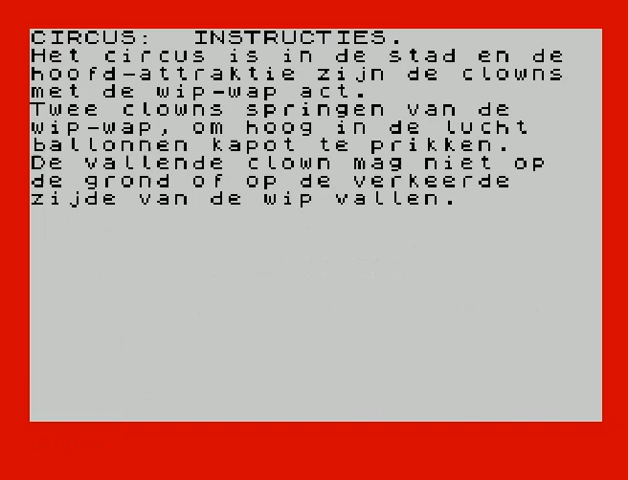 CIRCUS: INSTRUCTIES.
Het circus is in de stad en de
hoofd-attraktie zijn de clowns
met de wip-wap act.
Twee clowns springen van de
wip-wap, om hoog in de lucht
ballonnen kapot te prikken.
De vallende clown mag niet op
de grond of op de verkeerde
zijde van de wip vallen.